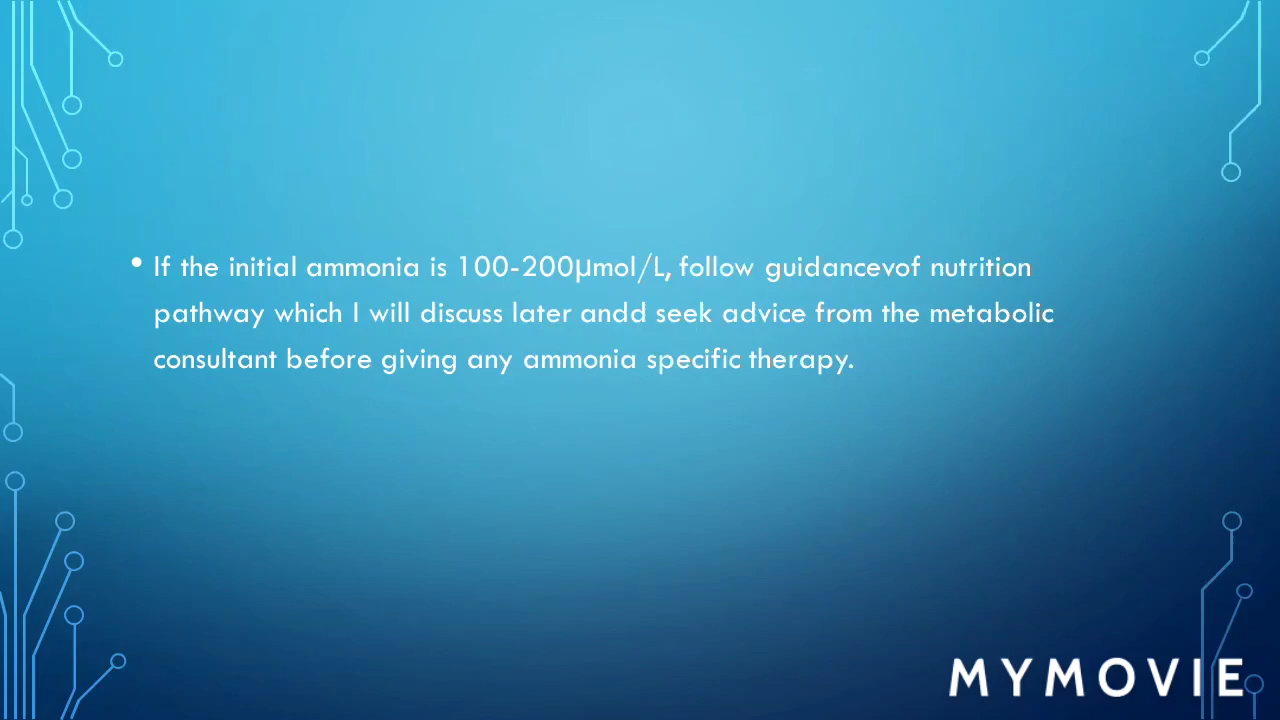 • If the initial ammonia is 100-200µmol/L, follow guidancevof nutrition
pathway which I will discuss later andd seek advice from the metabolic
consultant before giving any ammonia specific therapy.
MYMOVIE